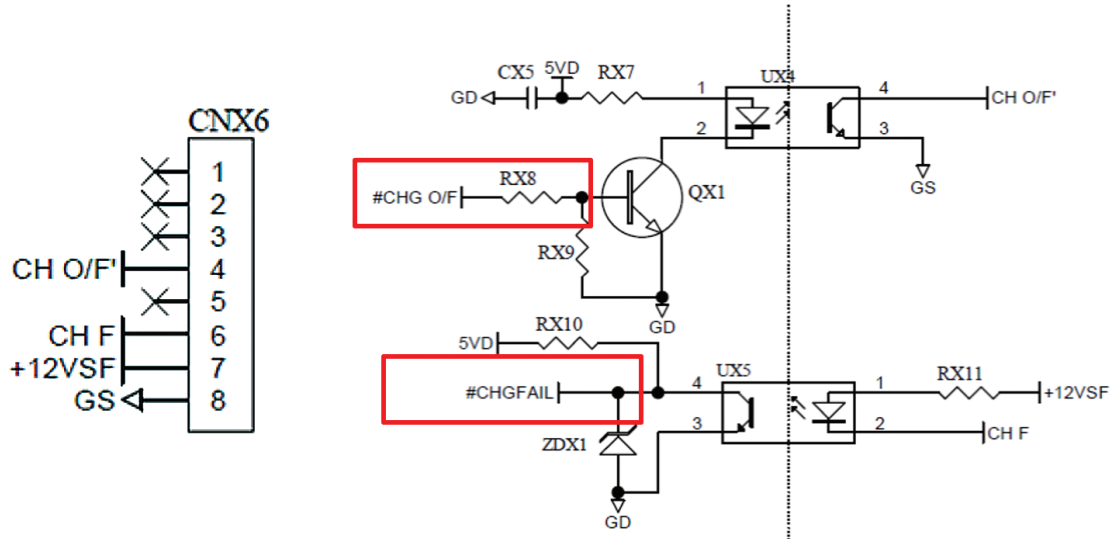 CNX6
1
2
3
CH O/F'
4
5
CH F
6
+12VSF
7
GS
8
CX5
5VD
RX7
GD
1
UX4
4
CH O/F'
2
3
GS
#CHG O/F
RX8
QX1
RX9
GD
RX10
5VD
UX5
#CHGFAIL
4
1
RX11
+12VSF
3
2
CH F
ZDX1
GD